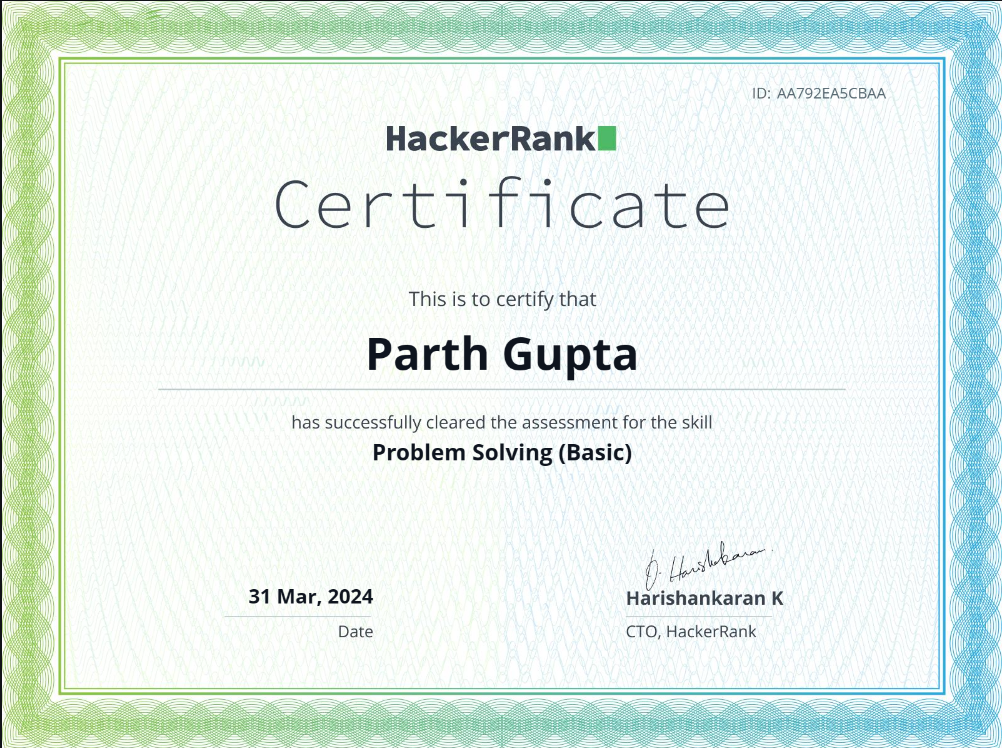 ID: AA792EA5CBAA
HackerRank
Certificate
This is to certify that
Parth Gupta
has successfully cleared the assessment for the skill
Problem Solving (Basic)
31 Mar, 2024
Date
D. Harishankaran
Harishankaran K
CTO, HackerRank